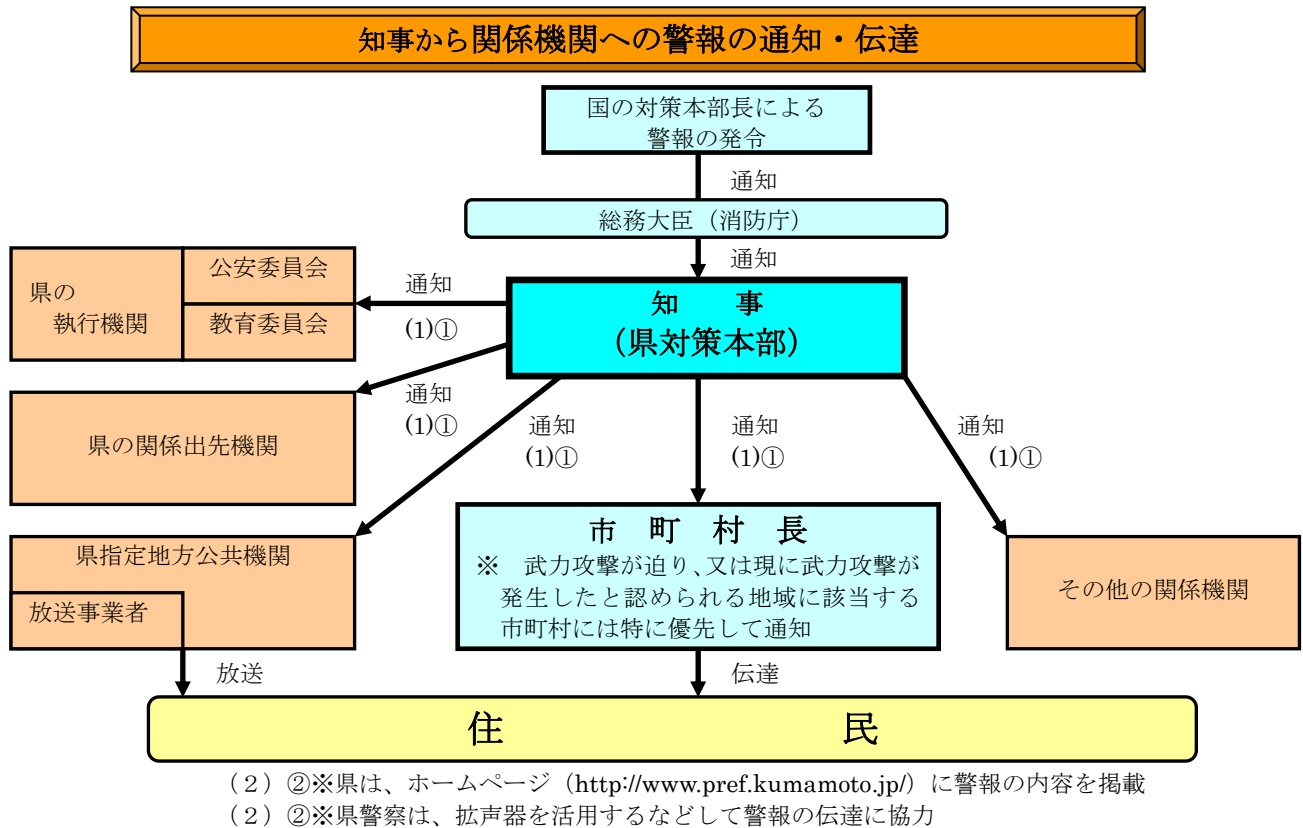 知事から関係機関への警報の通知・伝達
国の対策本部長による
警報の発令
通知
総務大臣（消防庁）
通知
知　事
（県対策本部）
県の
執行機関
公安委員会
教育委員会
通知
(1)①
県の関係出先機関
通知
(1)①
通知
(1)①
通知
(1)①
通知
(1)①
県指定地方公共機関
放送事業者
市　町　村　長
※　武力攻撃が迫り、又は現に武力攻撃が
発生したと認められる地域に該当する
市町村には特に優先して通知
その他の関係機関
放送
伝達
住　民
（２）②※県は、ホームページ（http://www.pref.kumamoto.jp/）に警報の内容を掲載
（２）②※県警察は、拡声器を活用するなどして警報の伝達に協力